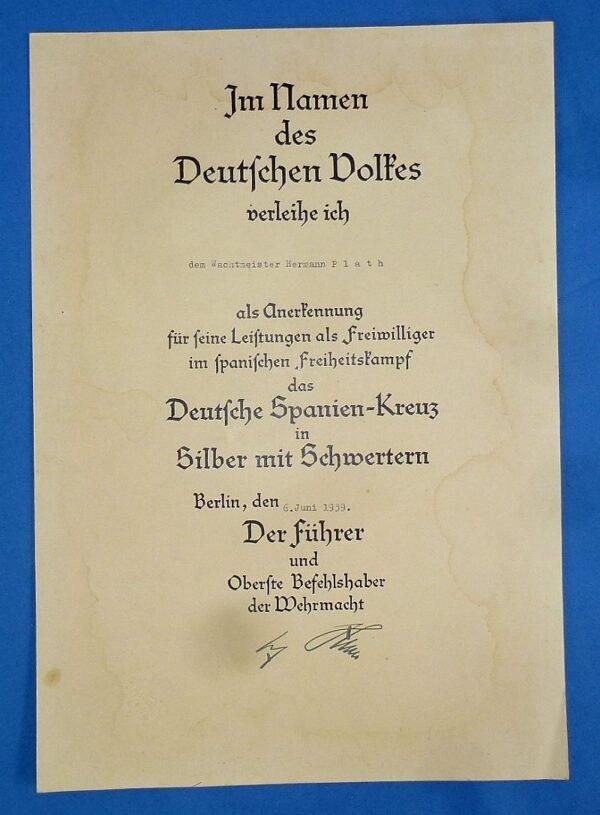 Im Namen
des
Deutſchen Volkes
verleihe ich
dem Wachtmeister Hermann P l a t h
als Anerkennung
für ſeine Leiſtungen als Freiwilliger
im ſpaniſchen Freiheitskampf
das
Deutſche Spanien-Kreuz
in
Silber mit Schwertern
Berlin, den 6. Juni 1939.
Der Führer
und
Oberſte Befehlshaber
der Wehrmacht